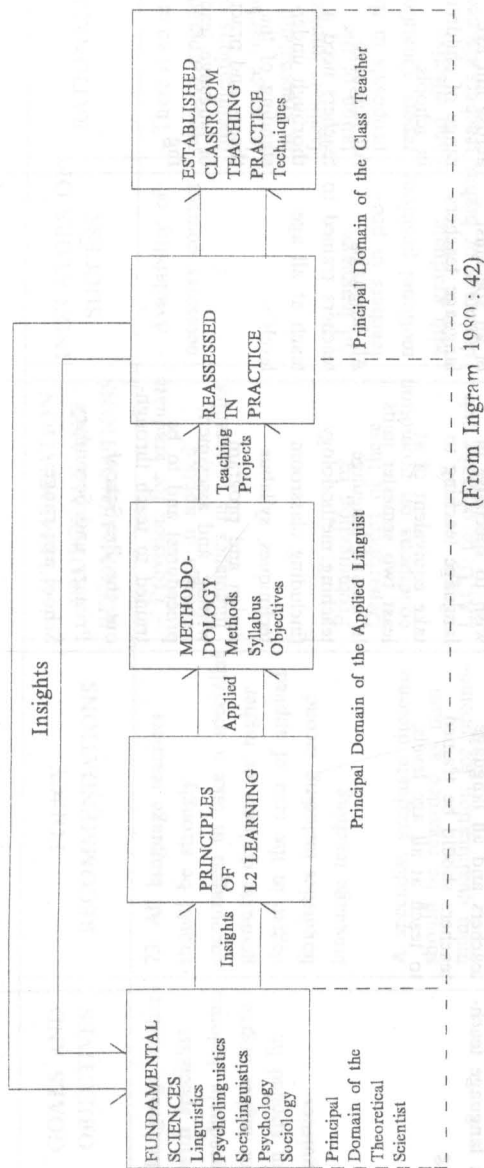 Insights
FUNDAMENTAL
SCIENCES
Linguistics
Psycholinguistics
Sociolinguistics
Psychology
Sociology
Insights
PRINCIPLES
OF
L2 LEARNING
Applied
METHODO-
DOLOGY
Methods
Syllabus
Objectives
Teaching
Projects
REASSESSED
IN
PRACTICE
ESTABLISHED
CLASSROOM
TEACHING
PRACTICE
Techniques
Principal
Domain of the
Theoretical
Scientist
Principal Domain of the Applied Linguist
Principal Domain of the Class Teacher
(From Ingram 1980 : 42)